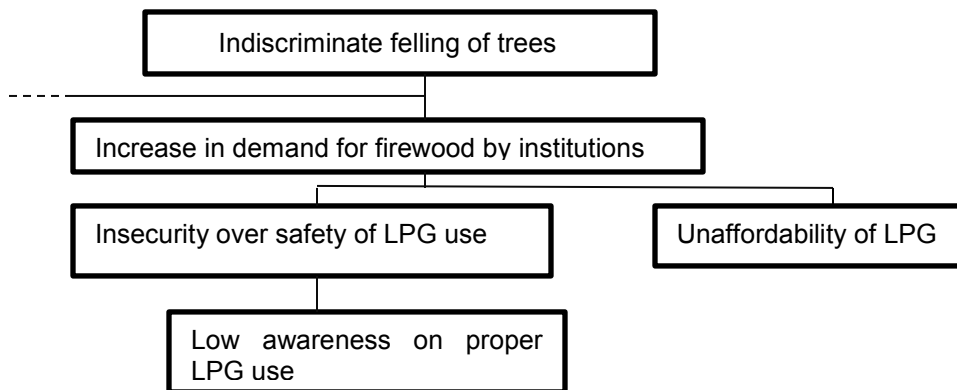 Indiscriminate felling of trees
Increase in demand for firewood by institutions
Insecurity over safety of LPG use
Unaffordability of LPG
Low awareness on proper
LPG use